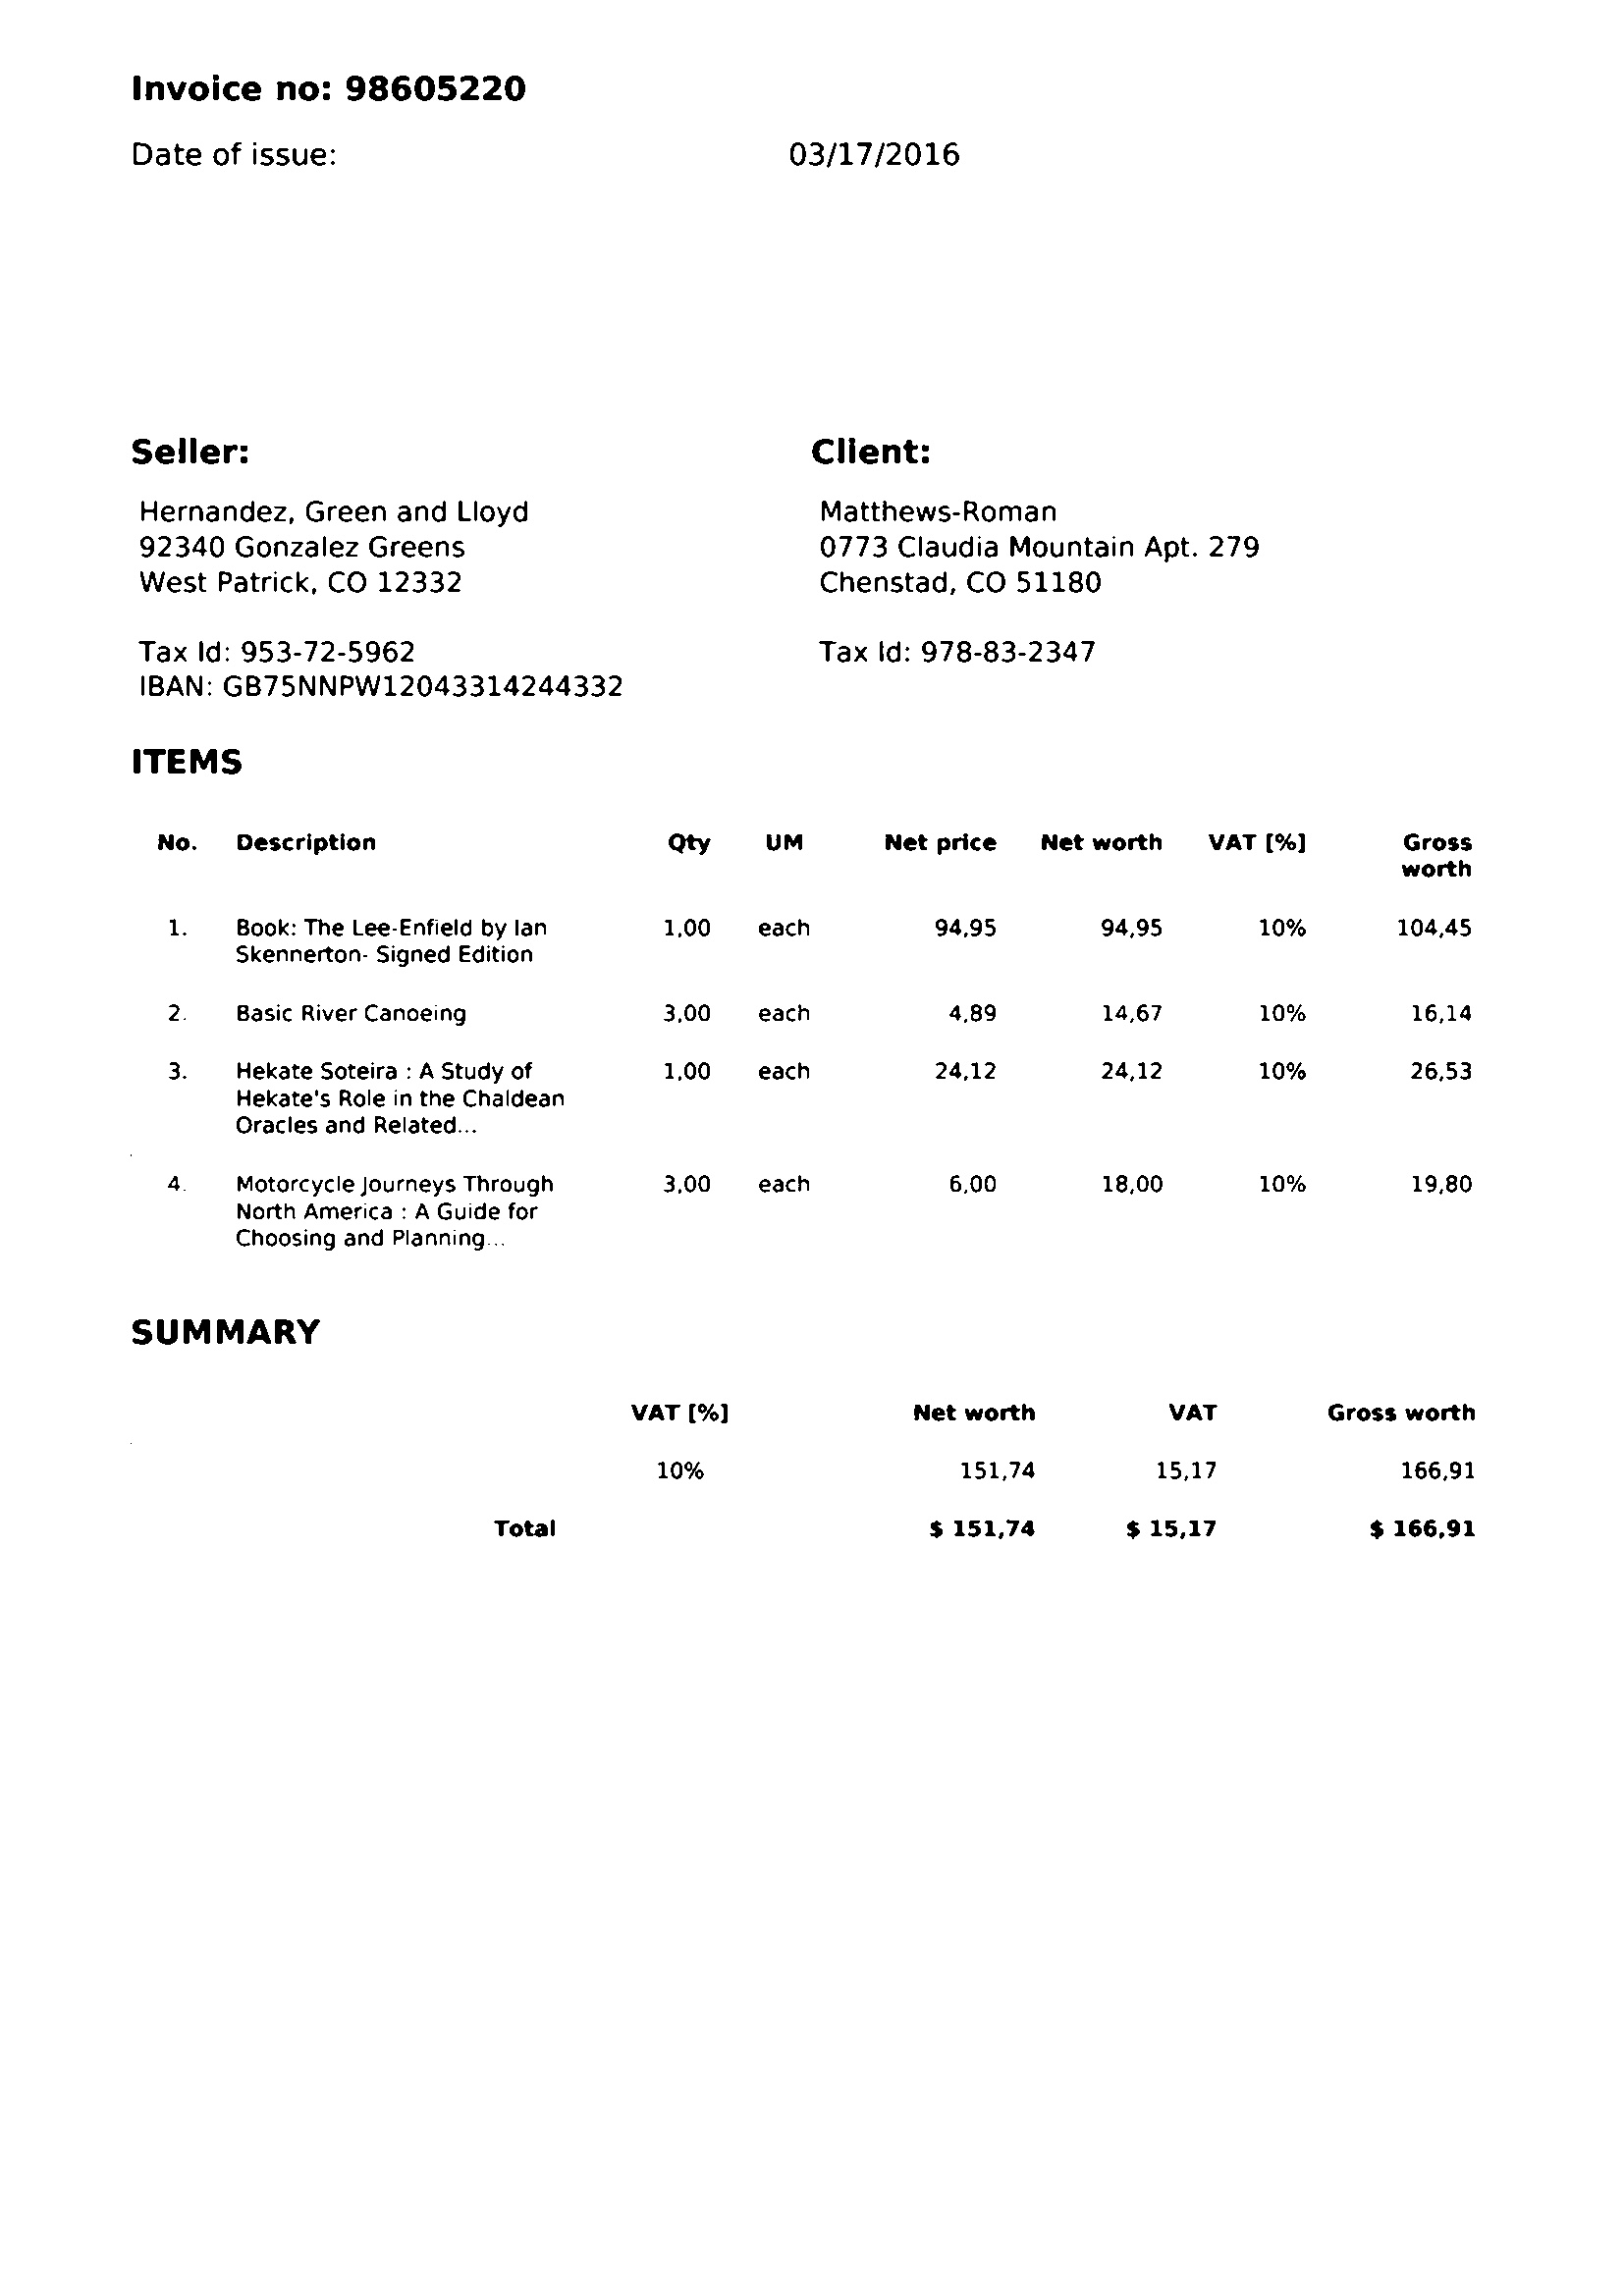 Invoice no: 98605220
Date of issue: 03/17/2016
Seller:
Hernandez, Green and Lloyd
92340 Gonzalez Greens
West Patrick, CO 12332
Tax Id: 953-72-5962
IBAN: GB75NNPW12043314244332
Client:
Matthews-Roman
0773 Claudia Mountain Apt. 279
Chenstad, CO 51180
Tax Id: 978-83-2347
ITEMS
No. Description Qty UM Net price Net worth VAT [%] Gross
worth
1. Book: The Lee-Enfield by Ian 1,00 each 94,95 94,95 10% 104,45
Skennerton- Signed Edition
2. Basic River Canoeing 3,00 each 4,89 14,67 10% 16,14
3. Hekate Soteira : A Study of 1,00 each 24,12 24,12 10% 26,53
Hekate's Role in the Chaldean
Oracles and Related...
4. Motorcycle Journeys Through 3,00 each 6,00 18,00 10% 19,80
North America : A Guide for
Choosing and Planning...
SUMMARY
VAT [%] Net worth VAT Gross worth
10% 151,74 15,17 166,91
Total $ 151,74 $ 15,17 $ 166,91